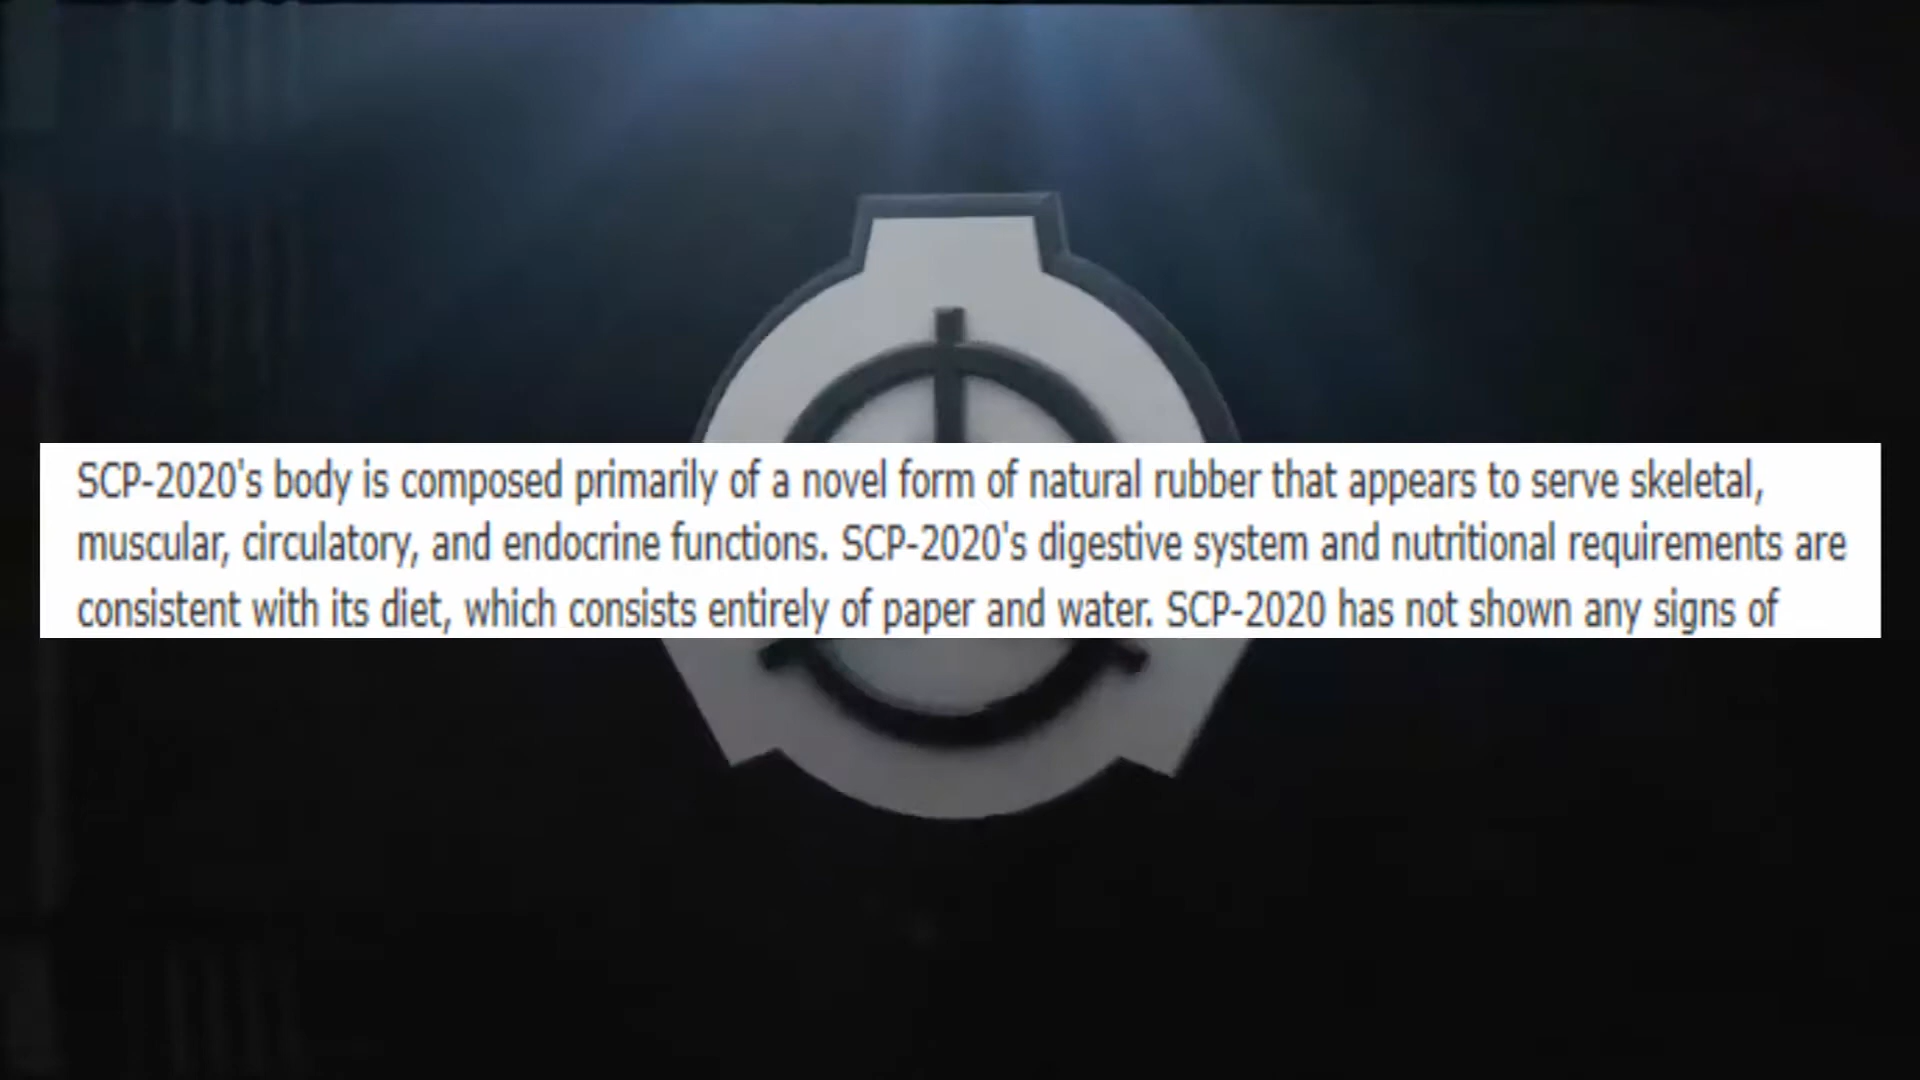 SCP-2020's body is composed primarily of a novel form of natural rubber that appears to serve skeletal,
muscular, circulatory, and endocrine functions. SCP-2020's digestive system and nutritional requirements are
consistent with its diet, which consists entirely of paper and water. SCP-2020 has not shown any signs of